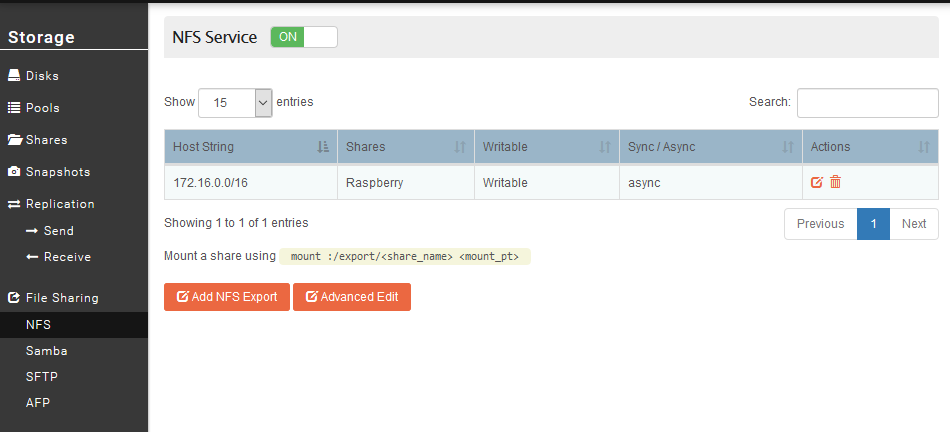 Storage
Disks
Pools
Shares
Snapshots
Replication
Send
Receive
File Sharing
NFS
Samba
SFTP
AFP
NFS Service ON
Show 15 entries Search:
Host String Shares Writable Sync / Async Actions
172.16.0.0/16 Raspberry Writable async
Showing 1 to 1 of 1 entries Previous 1 Next
Mount a share using mount :/export/<share_name> <mount_pt>
Add NFS Export Advanced Edit